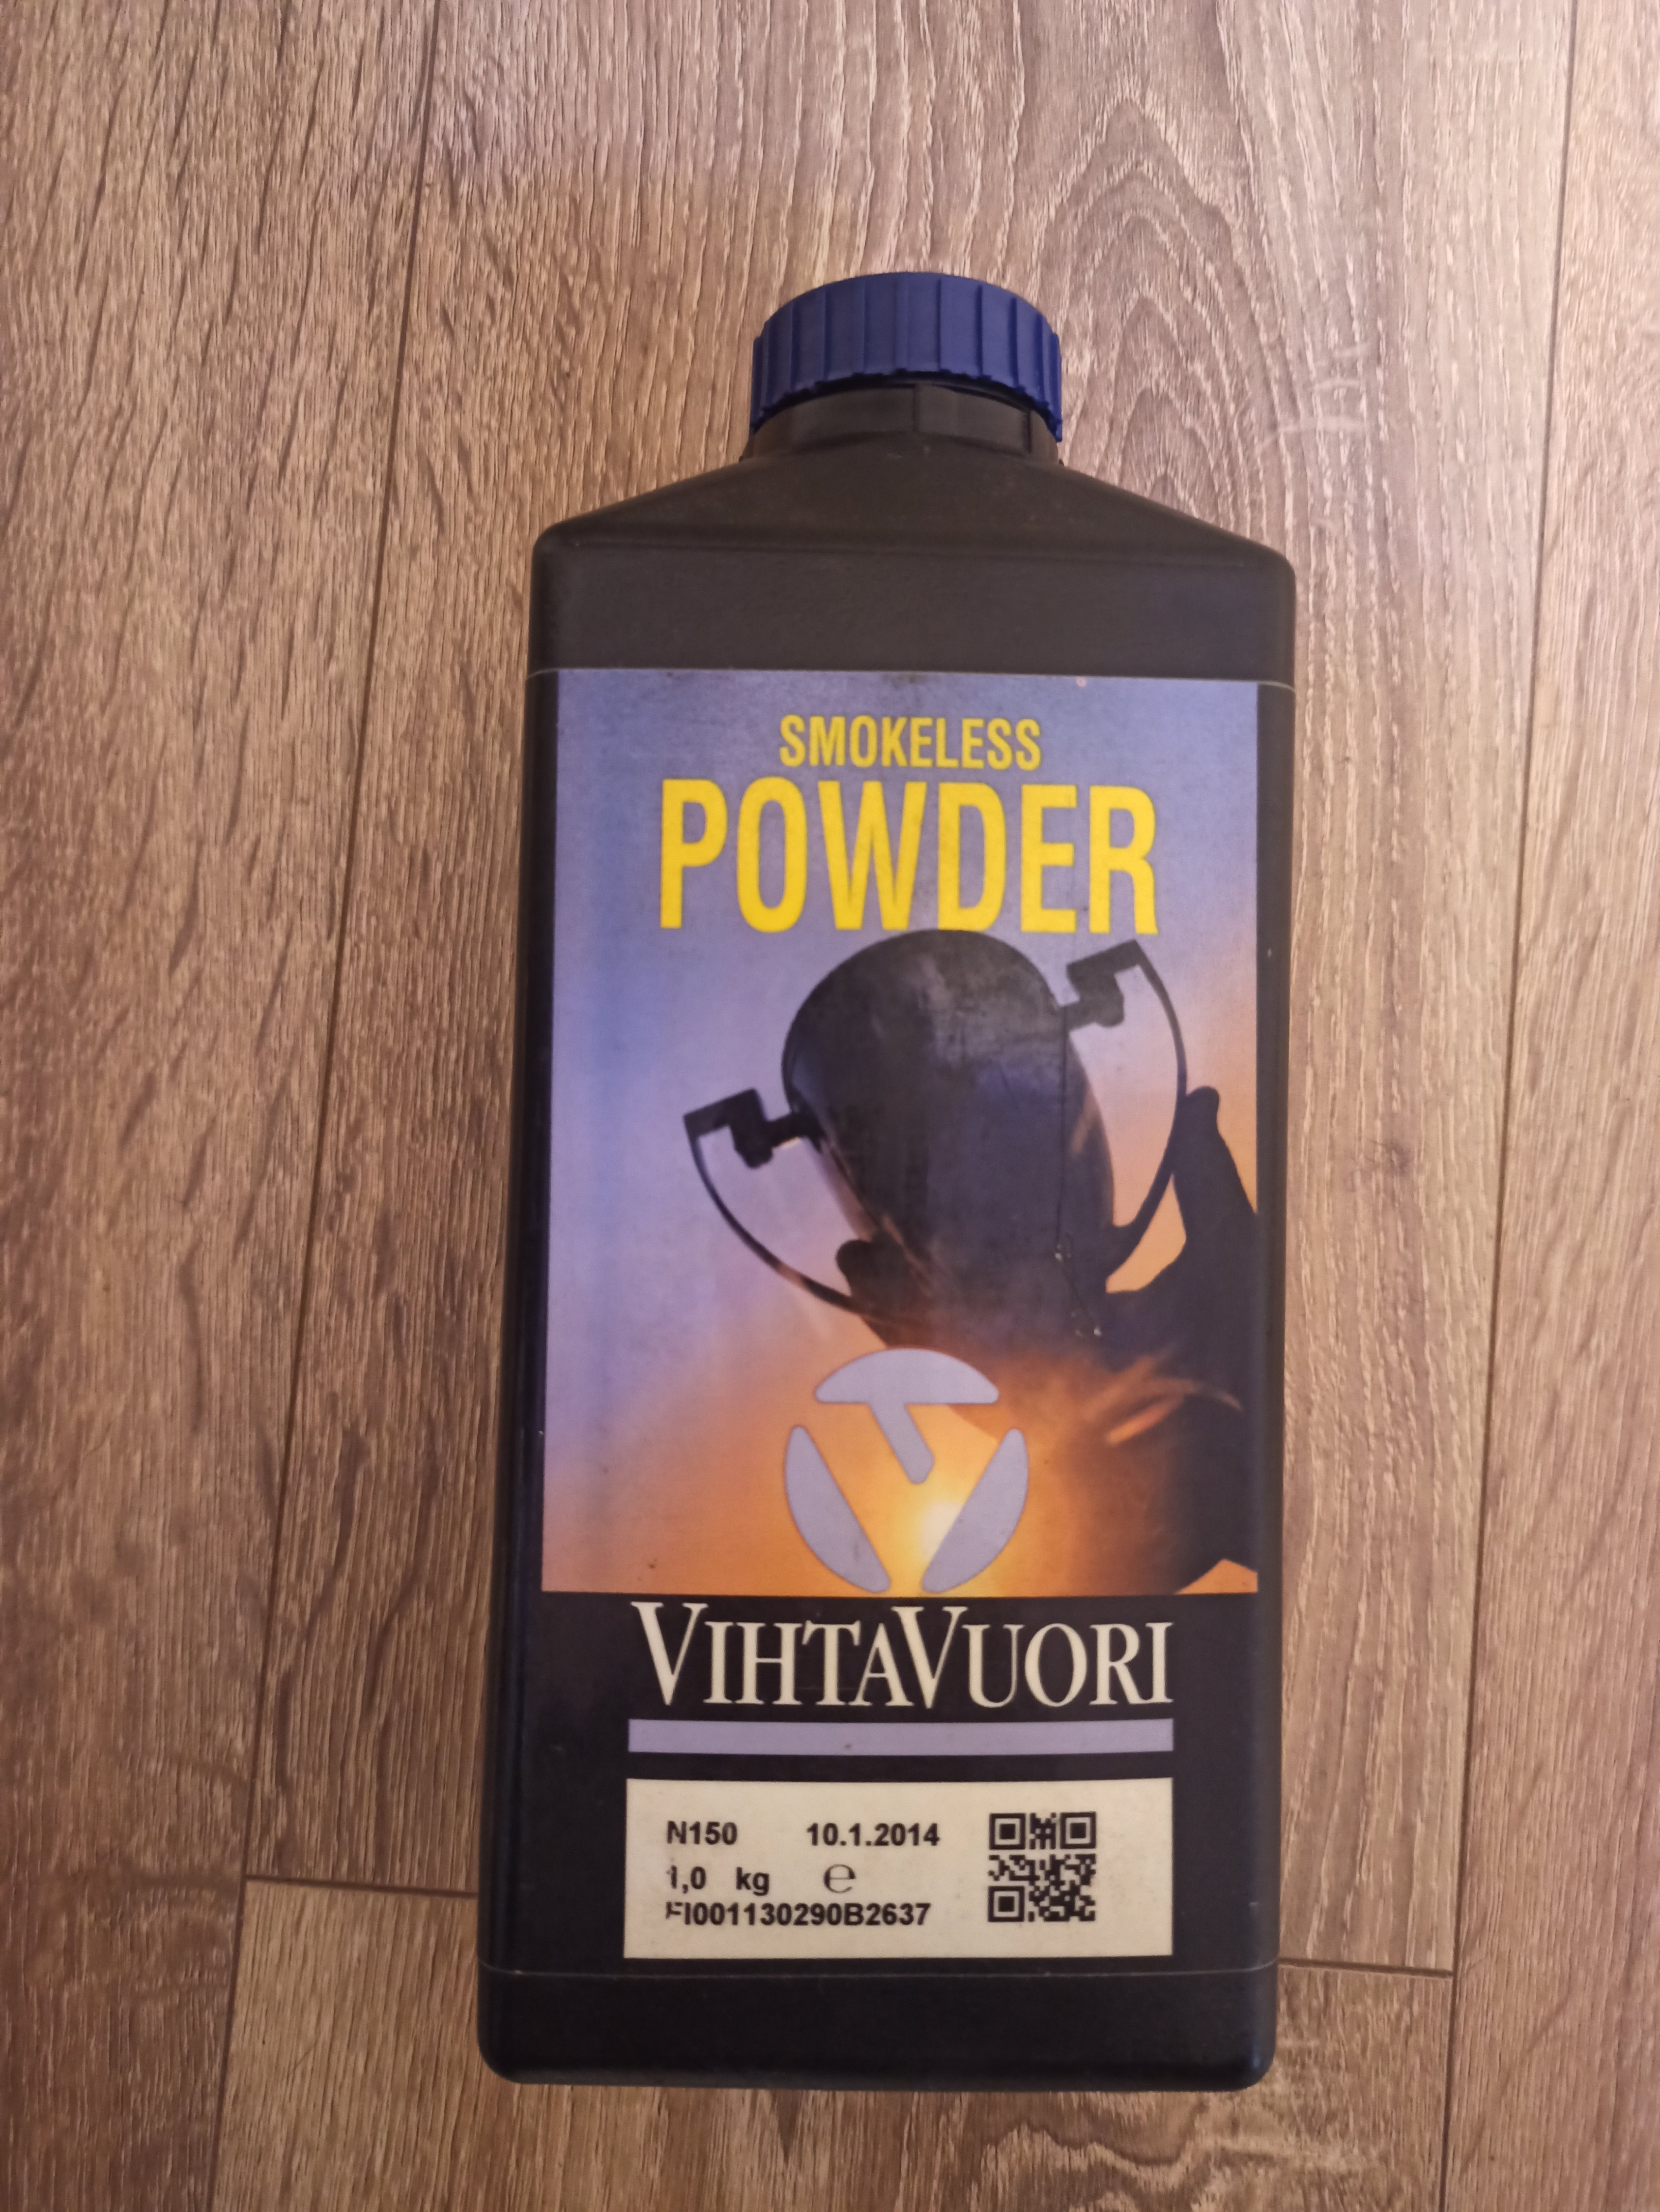 SMOKELESS
POWDER
VIHTAVUORI
N150 10.1.2014
1,0 kg ℮
FI001130290B2637